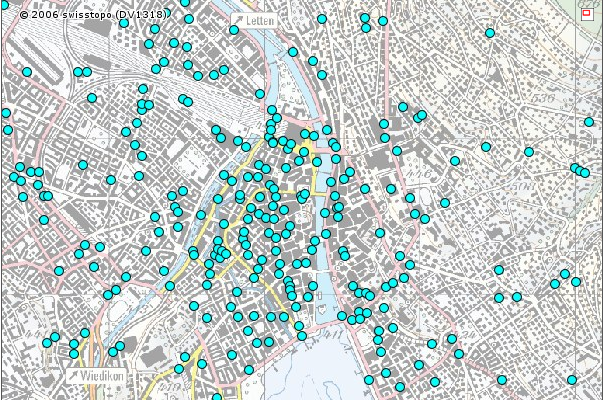 © 2006 swisstopo (DV1318)
Letten
Wiedikon